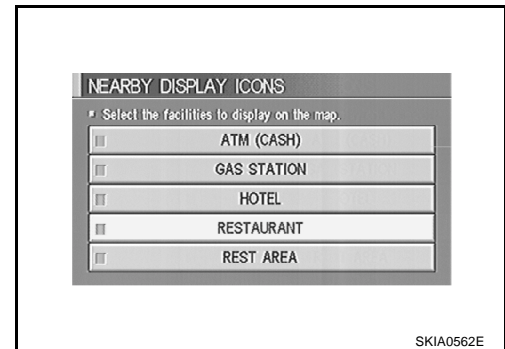 NEARBY DISPLAY ICONS
Select the facilities to display on the map.
ATM (CASH)
GAS STATION
HOTEL
RESTAURANT
REST AREA
SKIA0562E